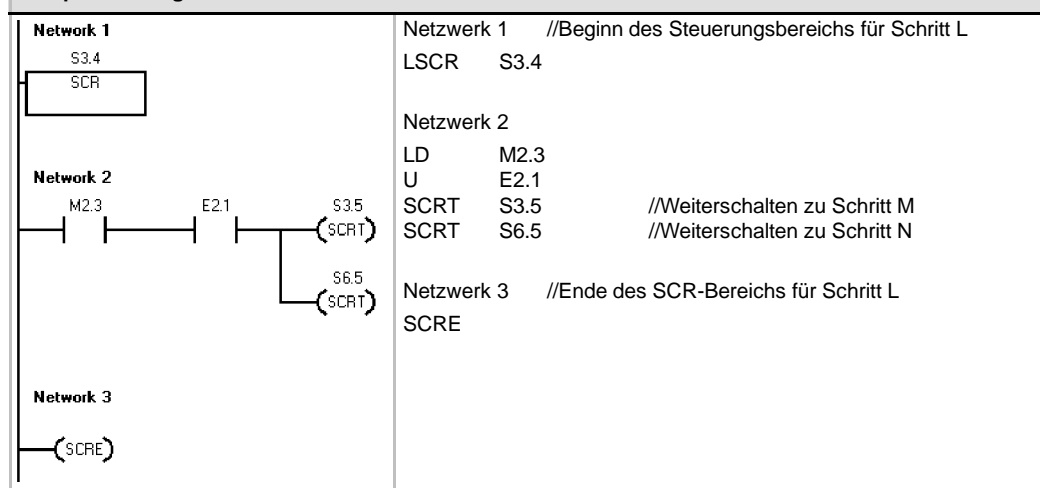 Network 1
S3.4
SCR
Network 2
M2.3 E2.1 S3.5
SCRT
S6.5
SCRT
Network 3
SCRE
Netzwerk 1 //Beginn des Steuerungsbereichs für Schritt L
LSCR S3.4
Netzwerk 2
LD M2.3
U E2.1
SCRT S3.5 //Weiterschalten zu Schritt M
SCRT S6.5 //Weiterschalten zu Schritt N
Netzwerk 3 //Ende des SCR-Bereichs für Schritt L
SCRE